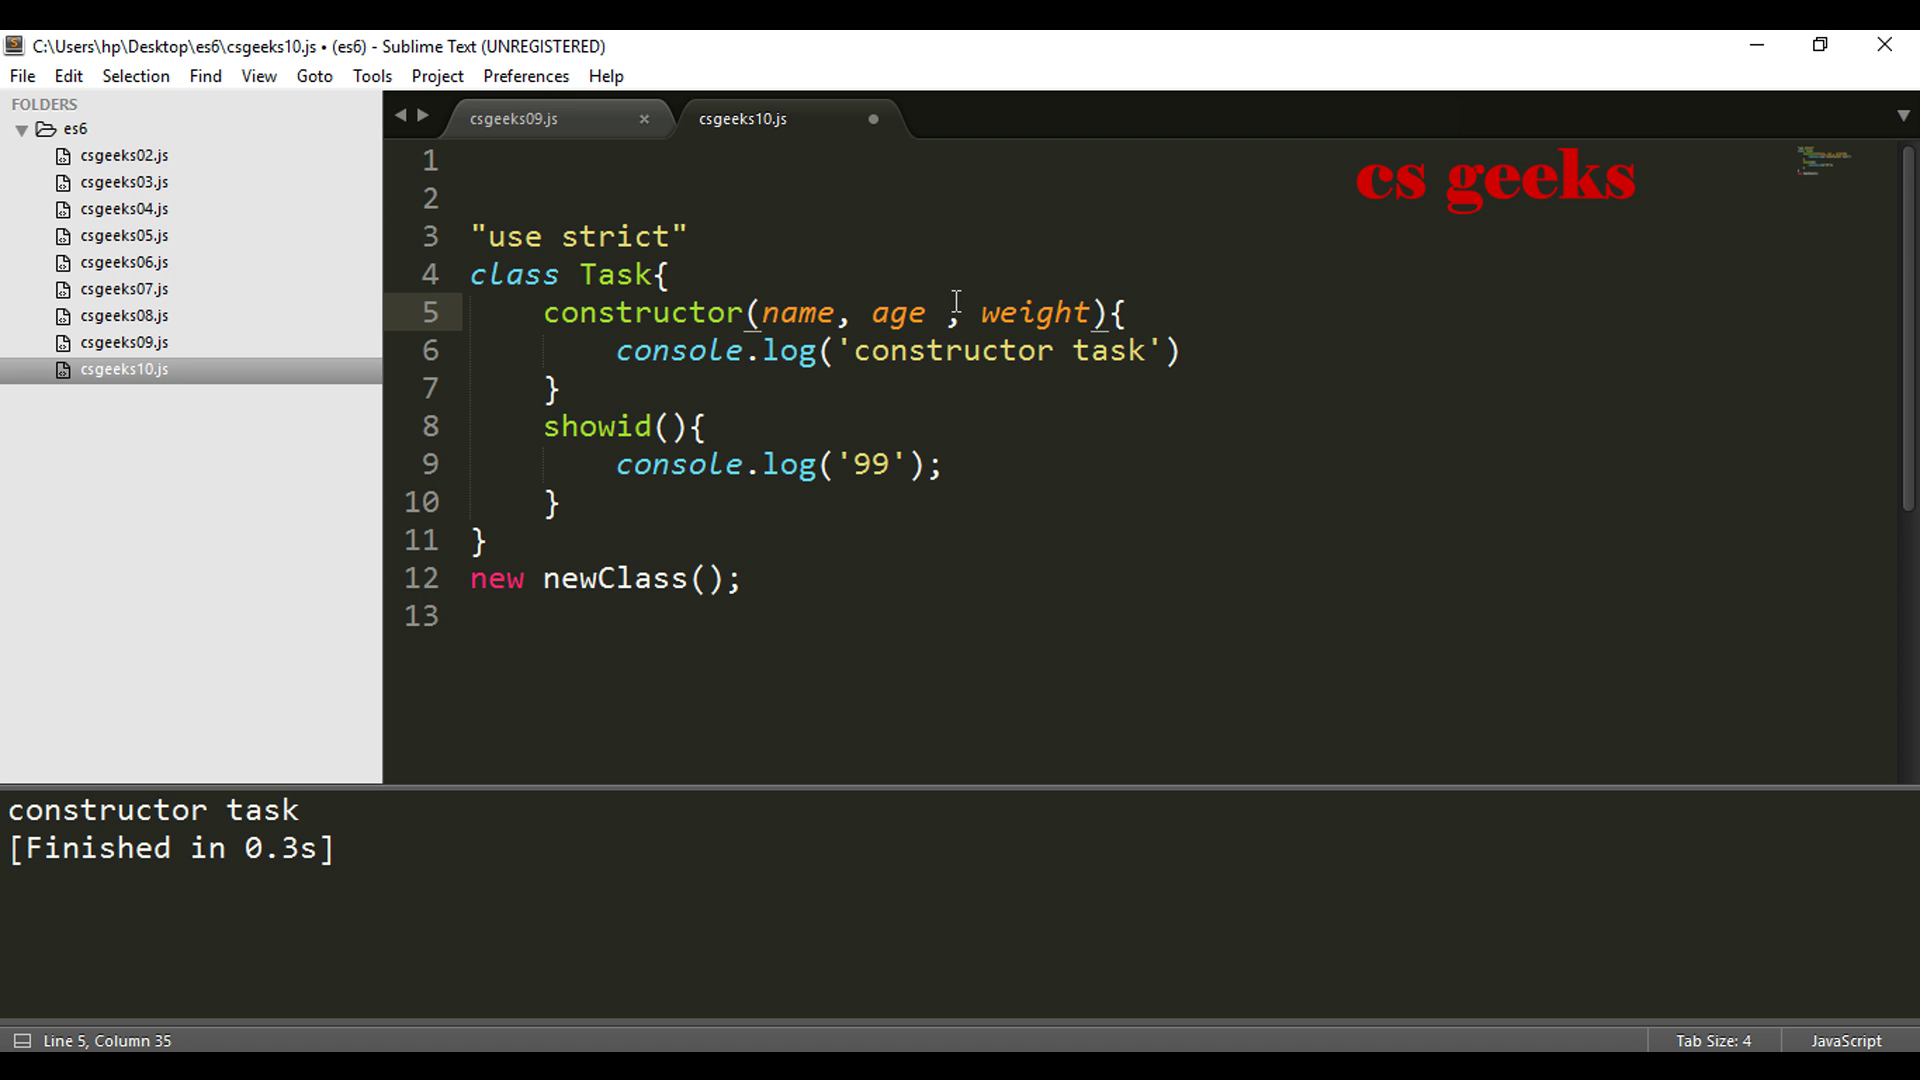 C:\Users\hp\Desktop\es6\csgeeks10.js • (es6) - Sublime Text (UNREGISTERED)
File Edit Selection Find View Goto Tools Project Preferences Help
FOLDERS
es6
csgeeks02.js
csgeeks03.js
csgeeks04.js
csgeeks05.js
csgeeks06.js
csgeeks07.js
csgeeks08.js
csgeeks09.js
csgeeks10.js
csgeeks09.js × csgeeks10.js
cs geeks
1
2
3 "use strict"
4 class Task{
5     constructor(name, age , weight){
6         console.log('constructor task')
7     }
8     showid(){
9         console.log('99');
10     }
11 }
12 new newClass();
13
constructor task
[Finished in 0.3s]
Line 5, Column 35 Tab Size: 4 JavaScript